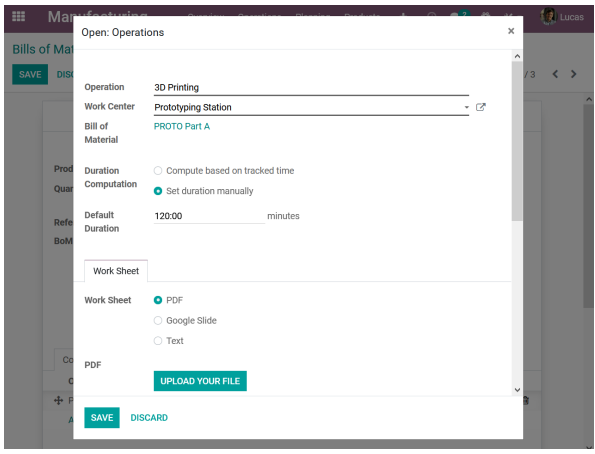 Manufacturing Overview Operations Planning Products 2 Lucas
Open: Operations ×
Bills of Mat
SAVE DISC / 3
Operation 3D Printing
Work Center Prototyping Station
Bill of Material PROTO Part A
Prod
Quan
Duration Computation Compute based on tracked time
Set duration manually
Refe
BoM
Default Duration 120:00 minutes
Work Sheet
Work Sheet PDF
Google Slide
Text
Co
PDF
UPLOAD YOUR FILE
C
P
A
SAVE DISCARD